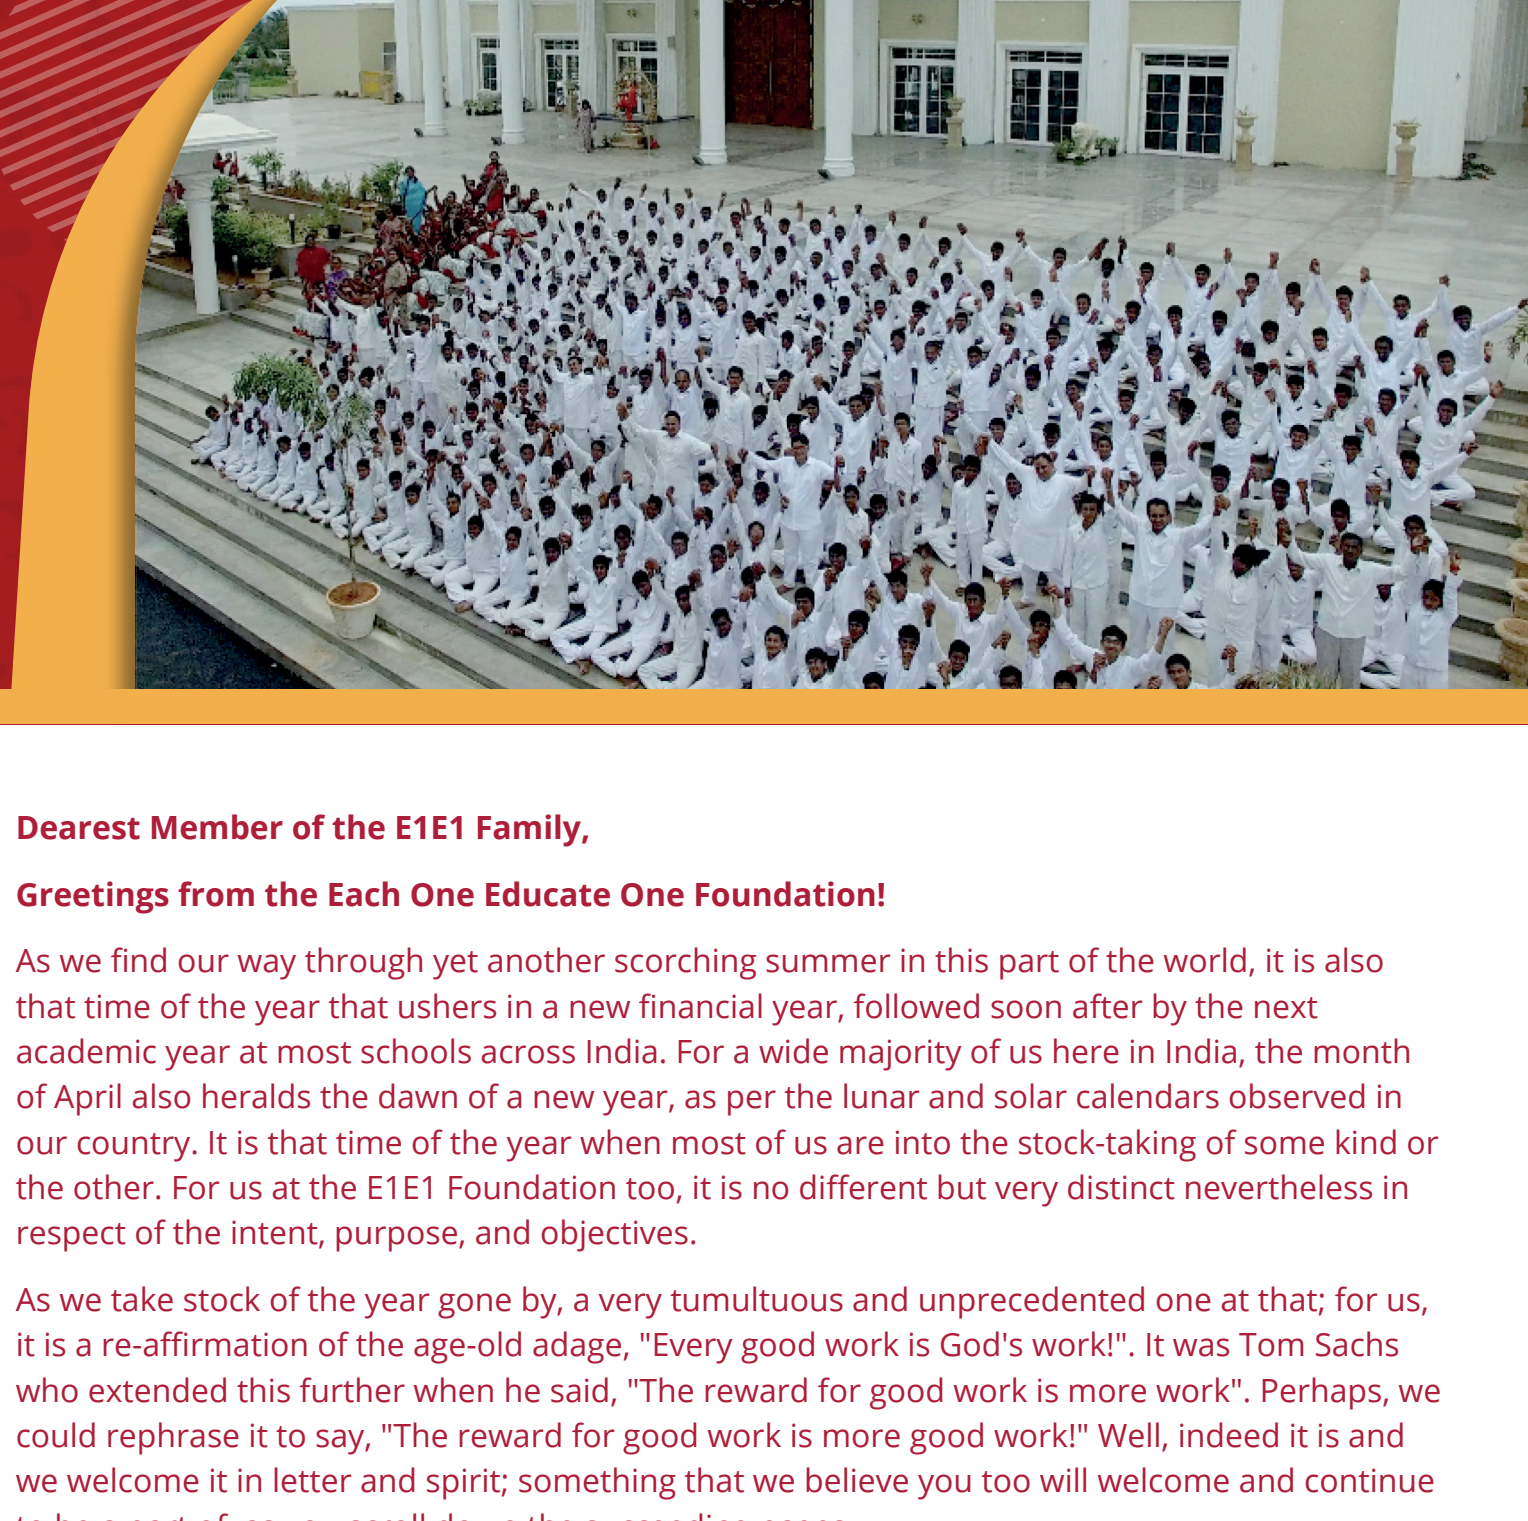 Dearest Member of the E1E1 Family,
Greetings from the Each One Educate One Foundation!
As we find our way through yet another scorching summer in this part of the world, it is also
that time of the year that ushers in a new financial year, followed soon after by the next
academic year at most schools across India. For a wide majority of us here in India, the month
of April also heralds the dawn of a new year, as per the lunar and solar calendars observed in
our country. It is that time of the year when most of us are into the stock-taking of some kind or
the other. For us at the E1E1 Foundation too, it is no different but very distinct nevertheless in
respect of the intent, purpose, and objectives.
As we take stock of the year gone by, a very tumultuous and unprecedented one at that; for us,
it is a re-affirmation of the age-old adage, "Every good work is God's work!". It was Tom Sachs
who extended this further when he said, "The reward for good work is more work". Perhaps, we
could rephrase it to say, "The reward for good work is more good work!" Well, indeed it is and
we welcome it in letter and spirit; something that we believe you too will welcome and continue